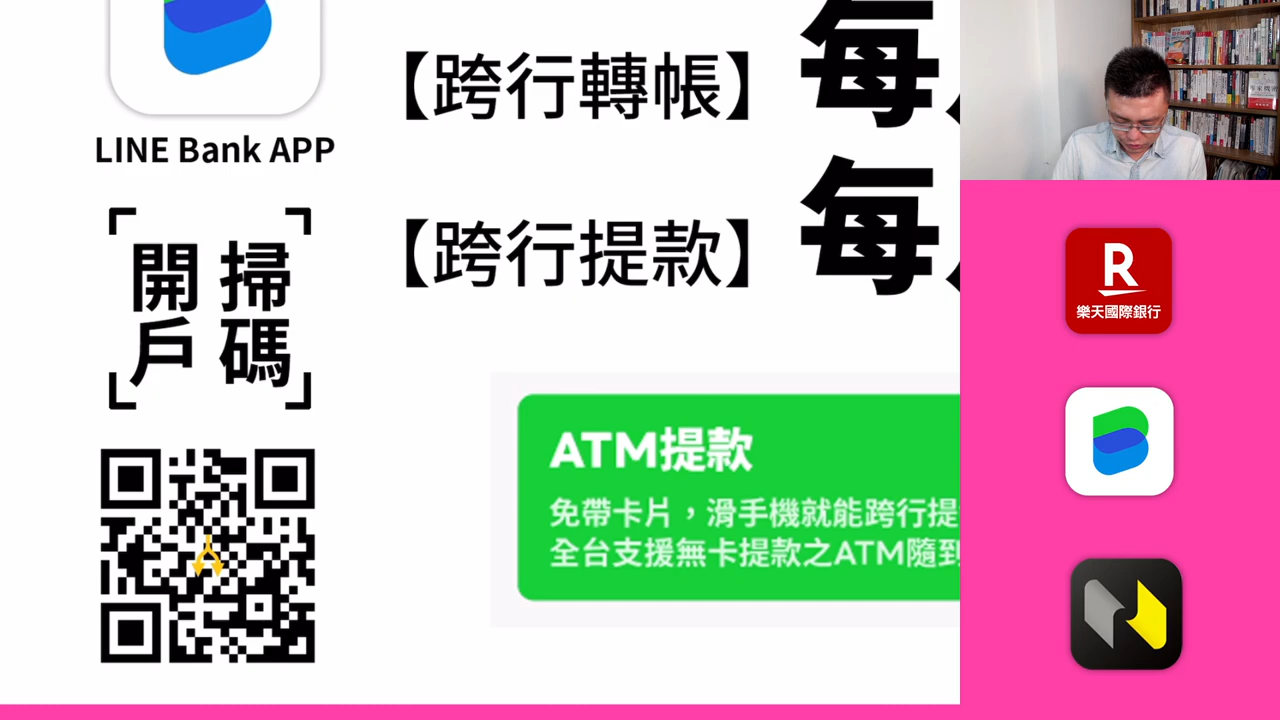 LINE Bank APP
【跨行轉帳】每
【跨行提款】每
掃碼
開戶
ATM提款
免帶卡片，滑手機就能跨行提
全台支援無卡提款之ATM隨到
R
樂天國際銀行